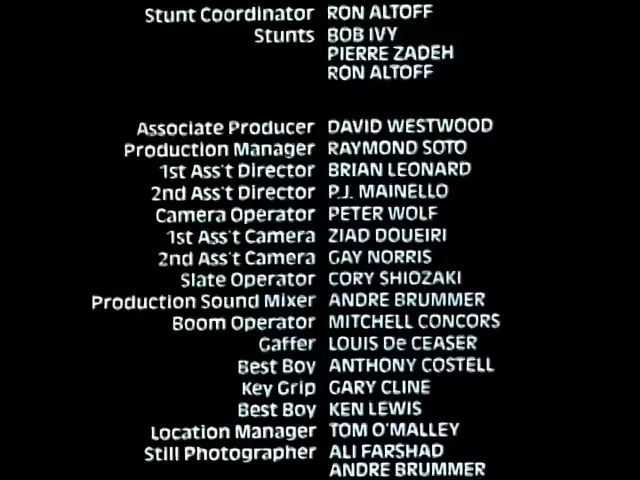 Stunt Coordinator RON ALTOFF
Stunts BOB IVY
PIERRE ZADEH
RON ALTOFF
Associate Producer DAVID WESTWOOD
Production Manager RAYMOND SOTO
1st Ass't Director BRIAN LEONARD
2nd Ass't Director P.J. MAINELLO
Camera Operator PETER WOLF
1st Ass't Camera ZIAD DOUEIRI
2nd Ass't Camera GAY NORRIS
Slate Operator CORY SHIOZAKI
Production Sound Mixer ANDRE BRUMMER
Boom Operator MITCHELL CONCORS
Gaffer LOUIS De CEASER
Best Boy ANTHONY COSTELL
Key Grip GARY CLINE
Best Boy KEN LEWIS
Location Manager TOM O'MALLEY
Still Photographer ALI FARSHAD
ANDRE BRUMMER